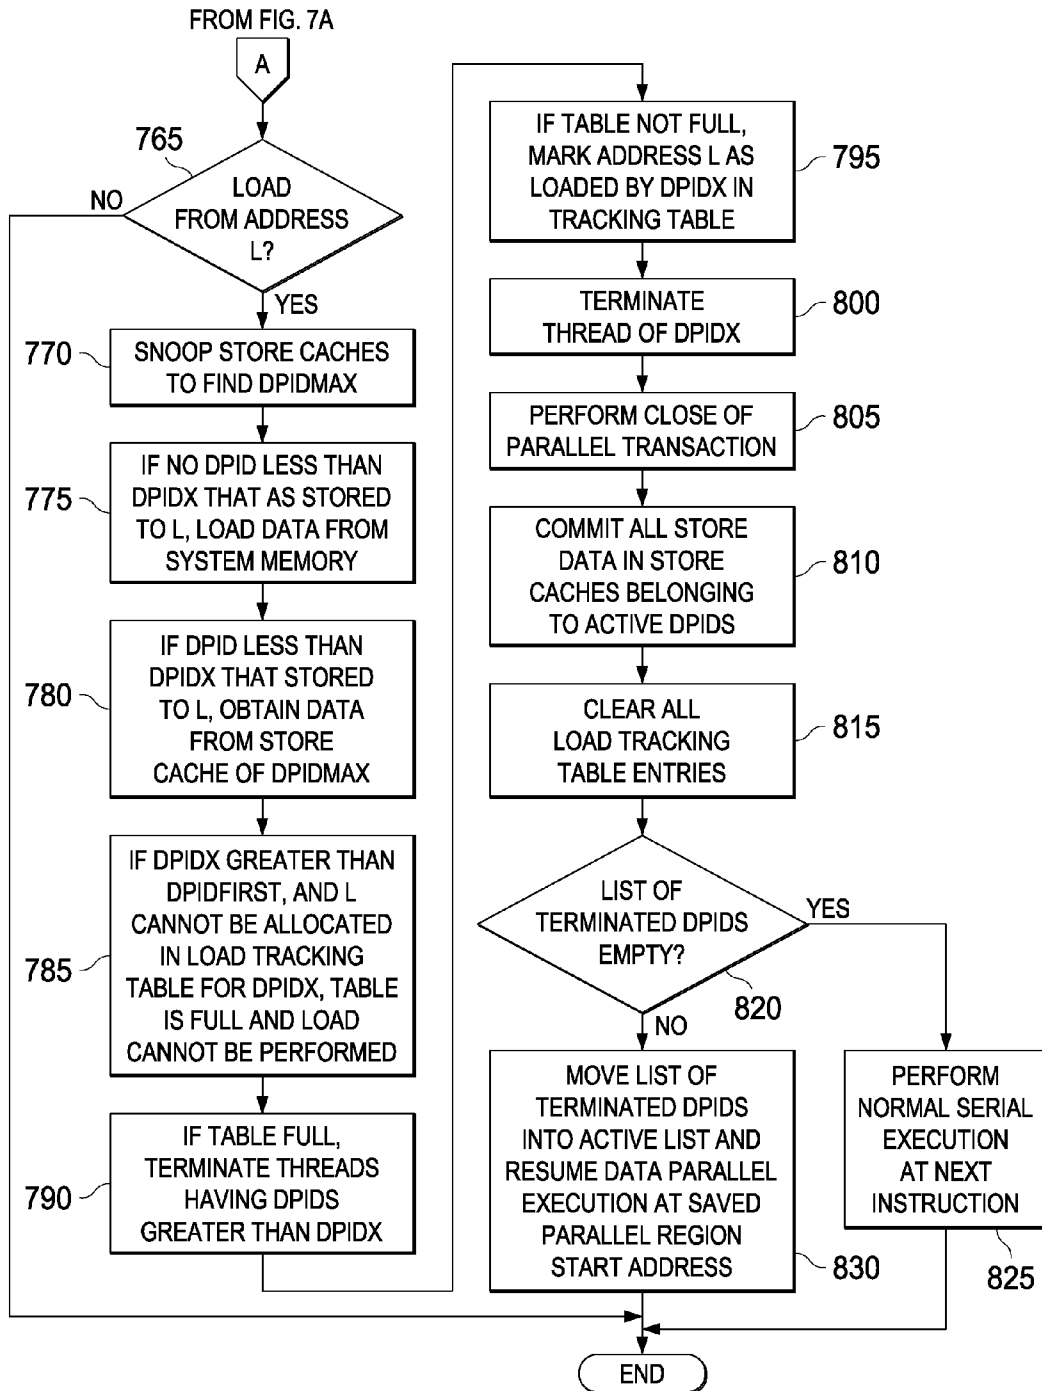 FROM FIG. 7A
A
765
LOAD
FROM ADDRESS
L?
NO
YES
770
SNOOP STORE CACHES
TO FIND DPIDMAX
775
IF NO DPID LESS THAN
DPIDX THAT AS STORED
TO L, LOAD DATA FROM
SYSTEM MEMORY
780
IF DPID LESS THAN
DPIDX THAT STORED
TO L, OBTAIN DATA
FROM STORE
CACHE OF DPIDMAX
785
IF DPIDX GREATER THAN
DPIDFIRST, AND L
CANNOT BE ALLOCATED
IN LOAD TRACKING
TABLE FOR DPIDX, TABLE
IS FULL AND LOAD
CANNOT BE PERFORMED
790
IF TABLE FULL,
TERMINATE THREADS
HAVING DPIDS
GREATER THAN DPIDX
IF TABLE NOT FULL,
MARK ADDRESS L AS
LOADED BY DPIDX IN
TRACKING TABLE
795
TERMINATE
THREAD OF DPIDX
800
PERFORM CLOSE OF
PARALLEL TRANSACTION
805
COMMIT ALL STORE
DATA IN STORE
CACHES BELONGING
TO ACTIVE DPIDS
810
CLEAR ALL
LOAD TRACKING
TABLE ENTRIES
815
LIST OF
TERMINATED DPIDS
EMPTY?
YES
820
NO
MOVE LIST OF
TERMINATED DPIDS
INTO ACTIVE LIST AND
RESUME DATA PARALLEL
EXECUTION AT SAVED
PARALLEL REGION
START ADDRESS
830
PERFORM
NORMAL SERIAL
EXECUTION
AT NEXT
INSTRUCTION
825
END